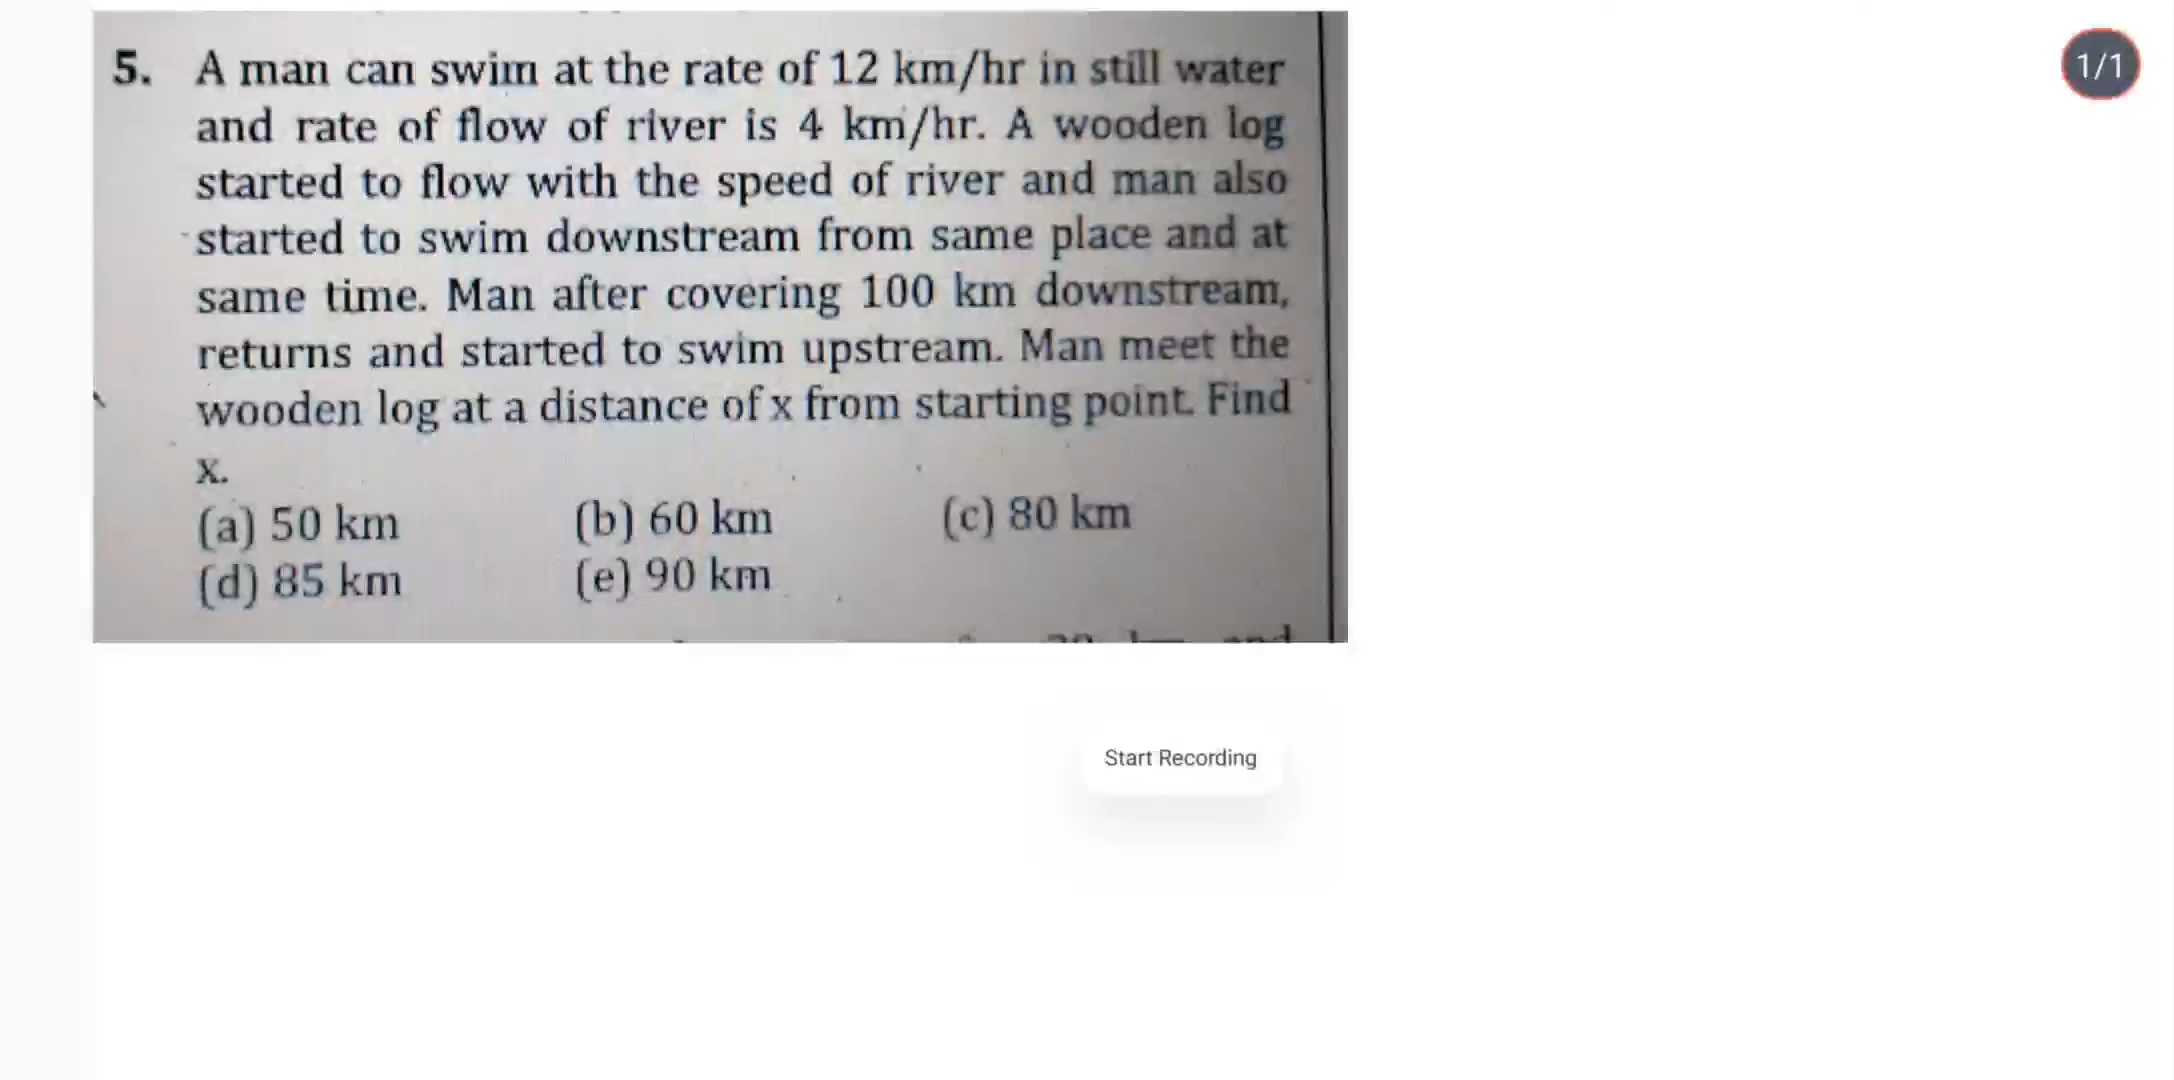 5. A man can swim at the rate of 12 km/hr in still water
and rate of flow of river is 4 km/hr. A wooden log
started to flow with the speed of river and man also
started to swim downstream from same place and at
same time. Man after covering 100 km downstream,
returns and started to swim upstream. Man meet the
wooden log at a distance of x from starting point. Find
x.
(a) 50 km (b) 60 km (c) 80 km
(d) 85 km (e) 90 km
1/1
Start Recording